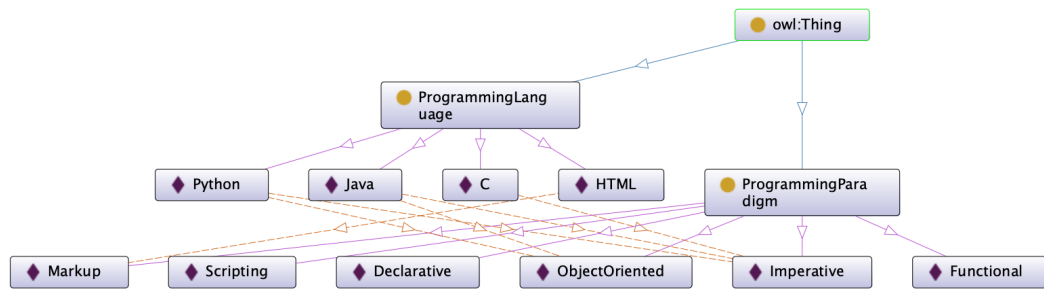 owl:Thing
ProgrammingLang
uage
Python
Java
C
HTML
ProgrammingPara
digm
Markup
Scripting
Declarative
ObjectOriented
Imperative
Functional